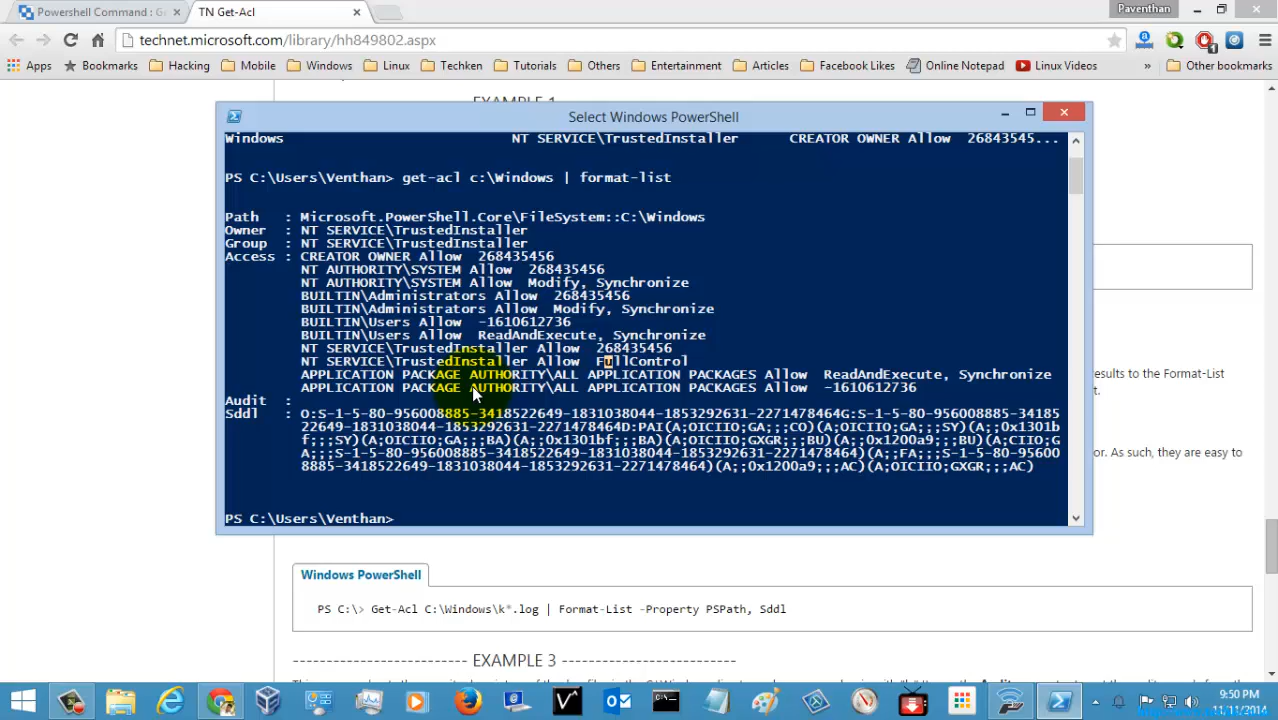 Powershell Command : Ge
TN Get-Acl
Paventhan
technet.microsoft.com/library/hh849802.aspx
Apps
Bookmarks
Hacking
Mobile
Windows
Linux
Techken
Tutorials
Others
Entertainment
Articles
Facebook Likes
Online Notepad
Linux Videos
»
Other bookmarks
EXAMPLE 1
Select Windows PowerShell
Windows NT SERVICE\TrustedInstaller CREATOR OWNER Allow 26843545...
PS C:\Users\Venthan> get-acl c:\Windows | format-list
Path : Microsoft.PowerShell.Core\FileSystem::C:\Windows
Owner : NT SERVICE\TrustedInstaller
Group : NT SERVICE\TrustedInstaller
Access : CREATOR OWNER Allow 268435456
NT AUTHORITY\SYSTEM Allow 268435456
NT AUTHORITY\SYSTEM Allow Modify, Synchronize
BUILTIN\Administrators Allow 268435456
BUILTIN\Administrators Allow Modify, Synchronize
BUILTIN\Users Allow -1610612736
BUILTIN\Users Allow ReadAndExecute, Synchronize
NT SERVICE\TrustedInstaller Allow 268435456
NT SERVICE\TrustedInstaller Allow FullControl
APPLICATION PACKAGE AUTHORITY\ALL APPLICATION PACKAGES Allow ReadAndExecute, Synchronize
APPLICATION PACKAGE AUTHORITY\ALL APPLICATION PACKAGES Allow -1610612736
Audit :
Sddl : O:S-1-5-80-956008885-3418522649-1831038044-1853292631-2271478464G:S-1-5-80-956008885-34185
22649-1831038044-1853292631-2271478464D:PAI(A;OICIIO;GA;;;CO)(A;OICIIO;GA;;;SY)(A;;0x1301b
f;;;SY)(A;OICIIO;GA;;;BA)(A;;0x1301bf;;;BA)(A;OICIIO;GXGR;;;BU)(A;;0x1200a9;;;BU)(A;CIIO;G
A;;;S-1-5-80-956008885-3418522649-1831038044-1853292631-2271478464)(A;;FA;;;S-1-5-80-95600
8885-3418522649-1831038044-1853292631-2271478464)(A;;0x1200a9;;;AC)(A;OICIIO;GXGR;;;AC)
PS C:\Users\Venthan>
results to the Format-List
t.
or. As such, they are easy to
Windows PowerShell
PS C:\> Get-Acl C:\Windows\k*.log | Format-List -Property PSPath, Sddl
------------------------- EXAMPLE 3 -------------------------
9:50 PM
11/11/2014